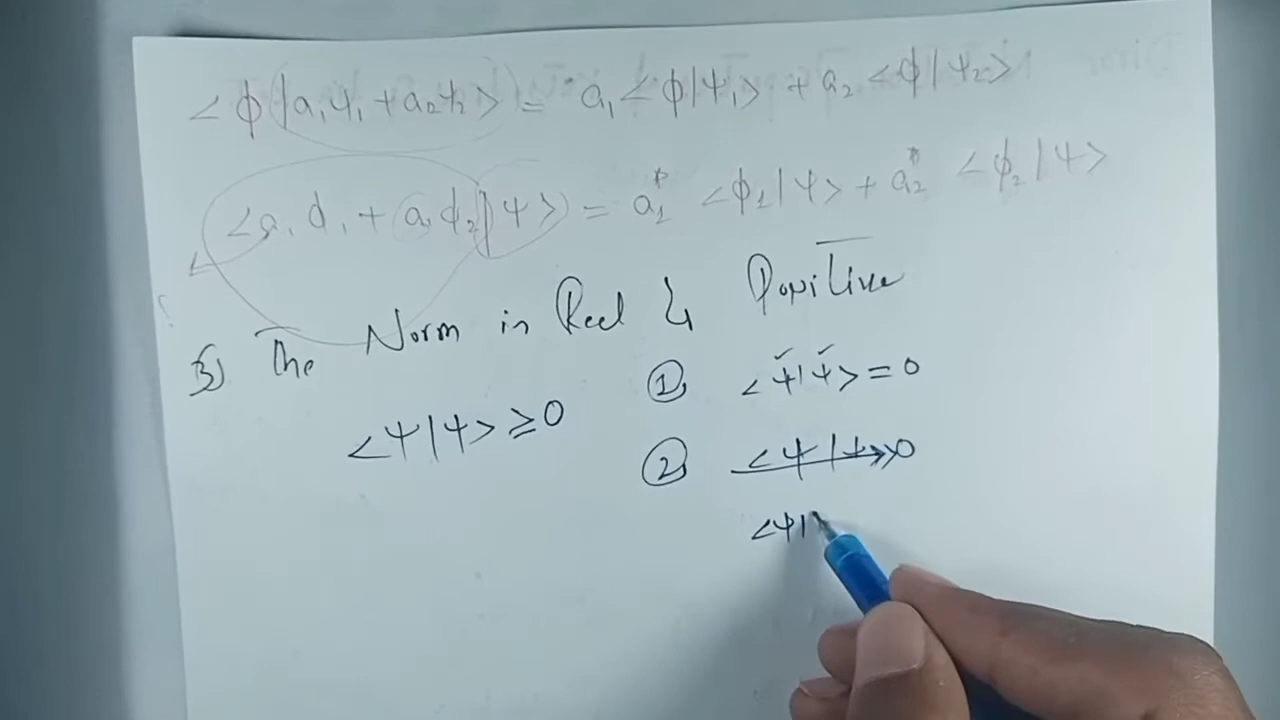 <ϕ|a₁ψ₁ + a₂ψ₂> = a₁<ϕ|ψ₁> + a₂<ϕ|ψ₂>
<a₁ϕ₁ + a₂ϕ₂|ψ> = a₁* <ϕ₁|ψ> + a₂* <ϕ₂|ψ>
3) The Norm is Real & Positive
① <ψ|ψ> = 0
<ψ|ψ> ≥ 0
② <ψ|ψ> > 0
<ψ|